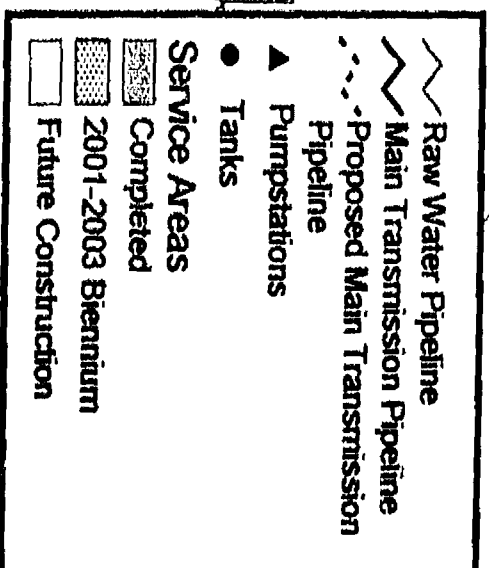 Raw Water Pipeline
Main Transmission Pipeline
Proposed Main Transmission
Pipeline
Pumpstations
Tanks
Service Areas
Completed
2001-2003 Biennium
Future Construction